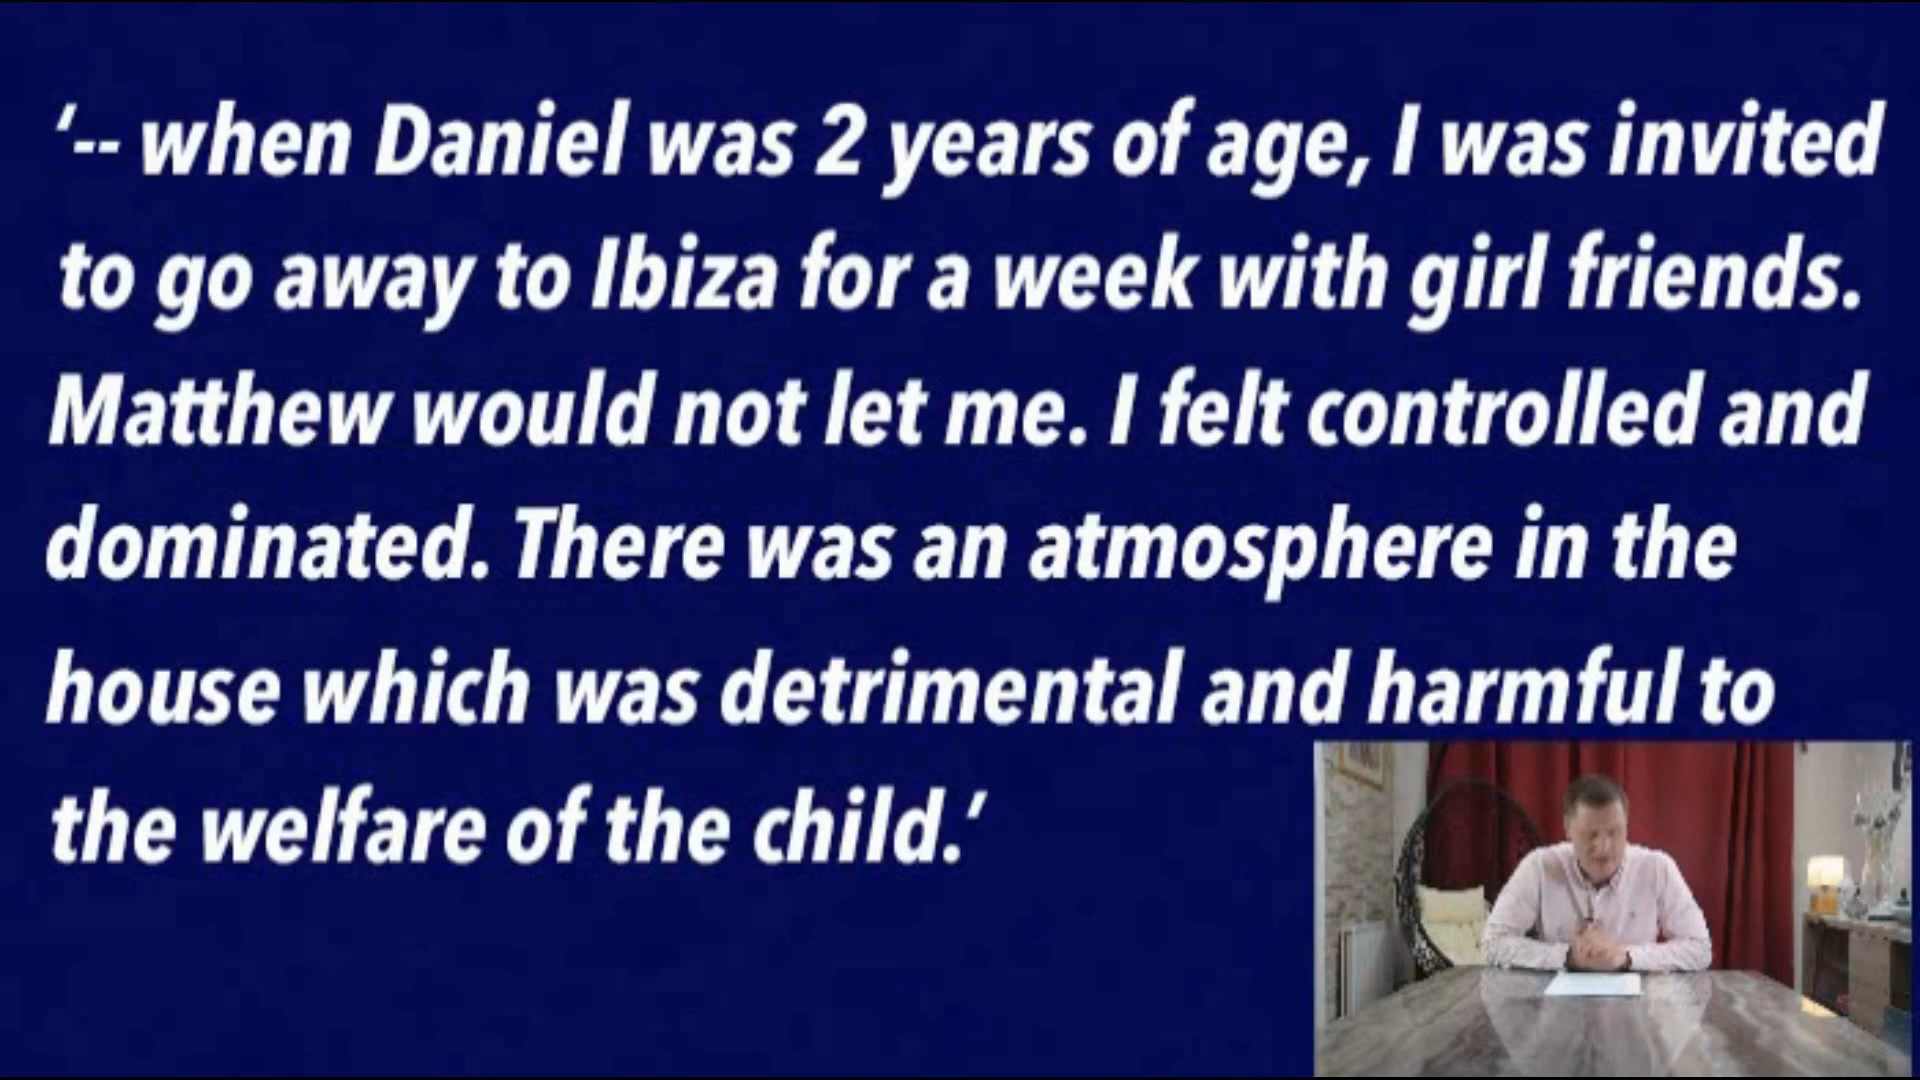 ‘-- when Daniel was 2 years of age, I was invited
to go away to Ibiza for a week with girl friends.
Matthew would not let me. I felt controlled and
dominated. There was an atmosphere in the
house which was detrimental and harmful to
the welfare of the child.’